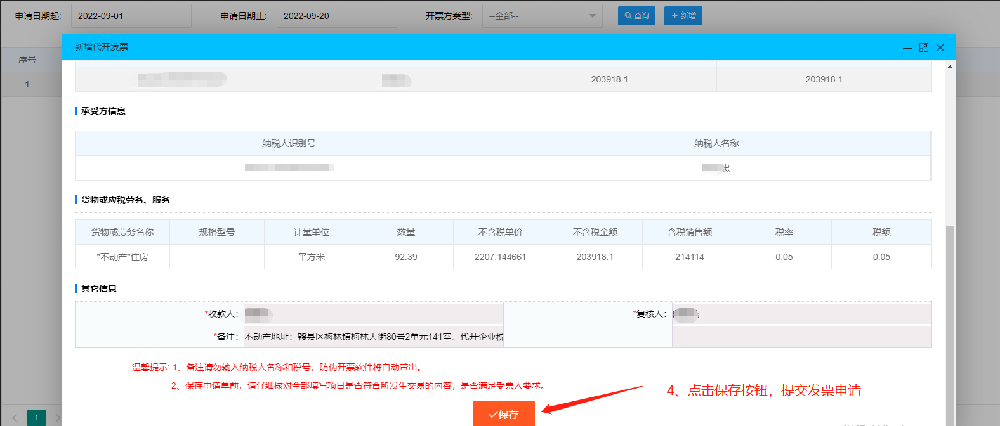 申请日期起: 2022-09-01 申请日期止: 2022-09-20 开票方类型: --全部-- 查询 + 新增
新增代开发票
序号
1 203918.1 203918.1
承受方信息
纳税人识别号 纳税人名称
忠
货物或应税劳务、服务
货物或劳务名称 规格型号 计量单位 数量 不含税单价 不含税金额 含税销售额 税率 税额
*不动产*住房 平方米 92.39 2207.144661 203918.1 214114 0.05 0.05
其它信息
*收款人: *复核人:
*备注: 不动产地址：赣县区梅林镇梅林大街80号2单元141室。代开企业税
温馨提示: 1、备注请勿输入纳税人名称和税号，防伪开票软件将自动带出。
2、保存申请单前，请仔细核对全部填写项目是否符合所发生交易的内容，是否满足受票人要求。
4、点击保存按钮，提交发票申请
保存
1